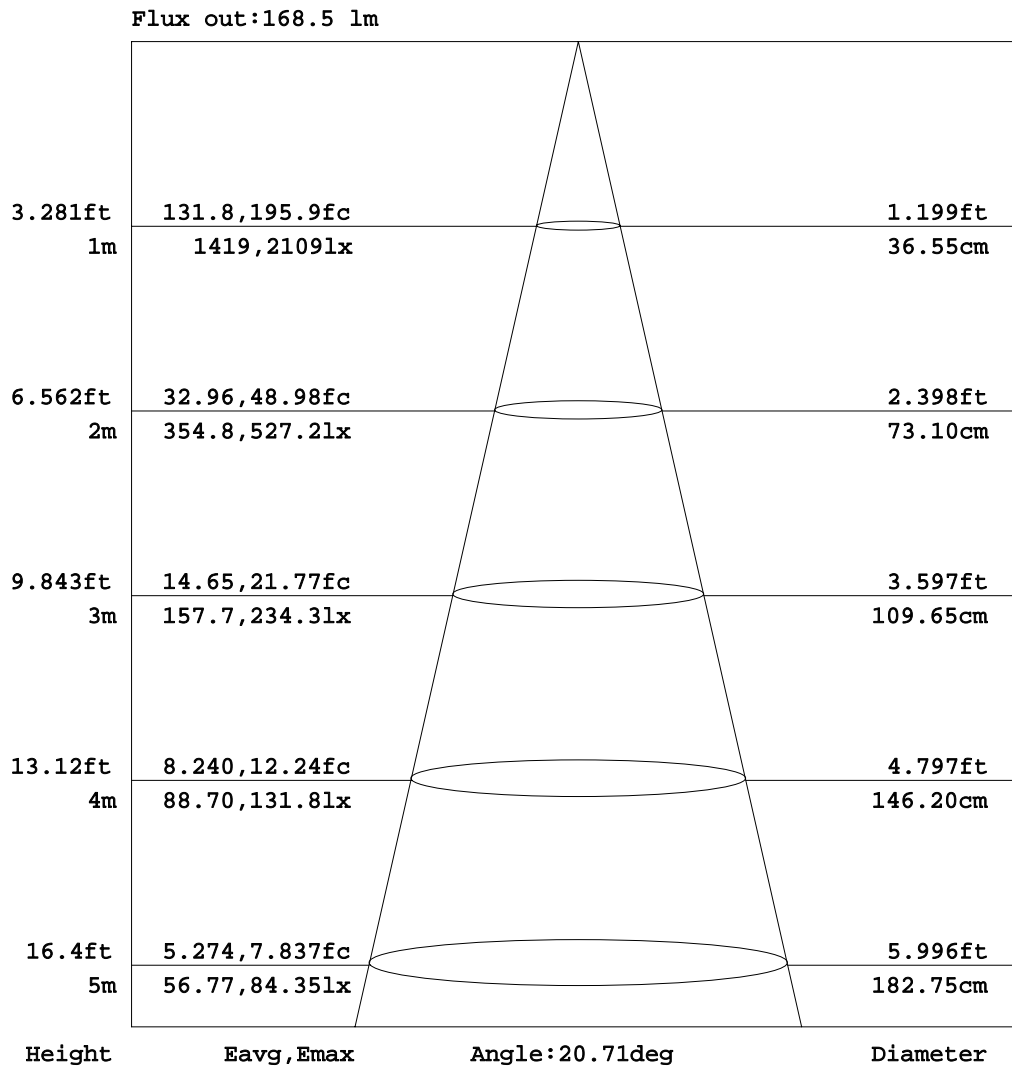 Flux out:168.5 lm
3.281ft 131.8,195.9fc 1.199ft
1m 1419,2109lx 36.55cm
6.562ft 32.96,48.98fc 2.398ft
2m 354.8,527.2lx 73.10cm
9.843ft 14.65,21.77fc 3.597ft
3m 157.7,234.3lx 109.65cm
13.12ft 8.240,12.24fc 4.797ft
4m 88.70,131.8lx 146.20cm
16.4ft 5.274,7.837fc 5.996ft
5m 56.77,84.35lx 182.75cm
Height Eavg,Emax Angle:20.71deg Diameter